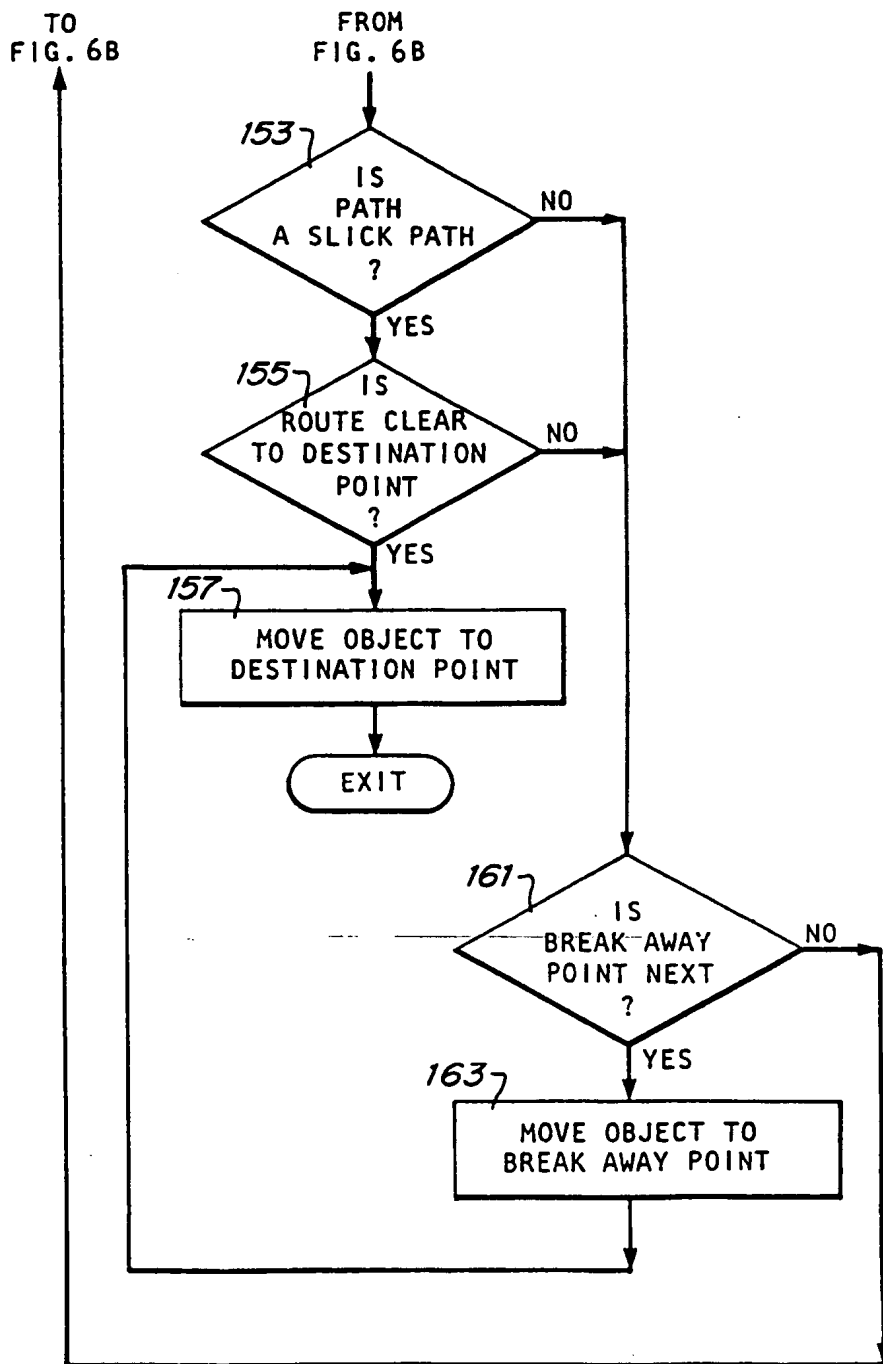 TO
FIG. 6B
FROM
FIG. 6B
153
IS
PATH
A SLICK PATH
?
NO
YES
155
IS
ROUTE CLEAR
TO DESTINATION
POINT
?
NO
YES
157
MOVE OBJECT TO
DESTINATION POINT
EXIT
161
IS
BREAK AWAY
POINT NEXT
?
NO
YES
163
MOVE OBJECT TO
BREAK AWAY POINT